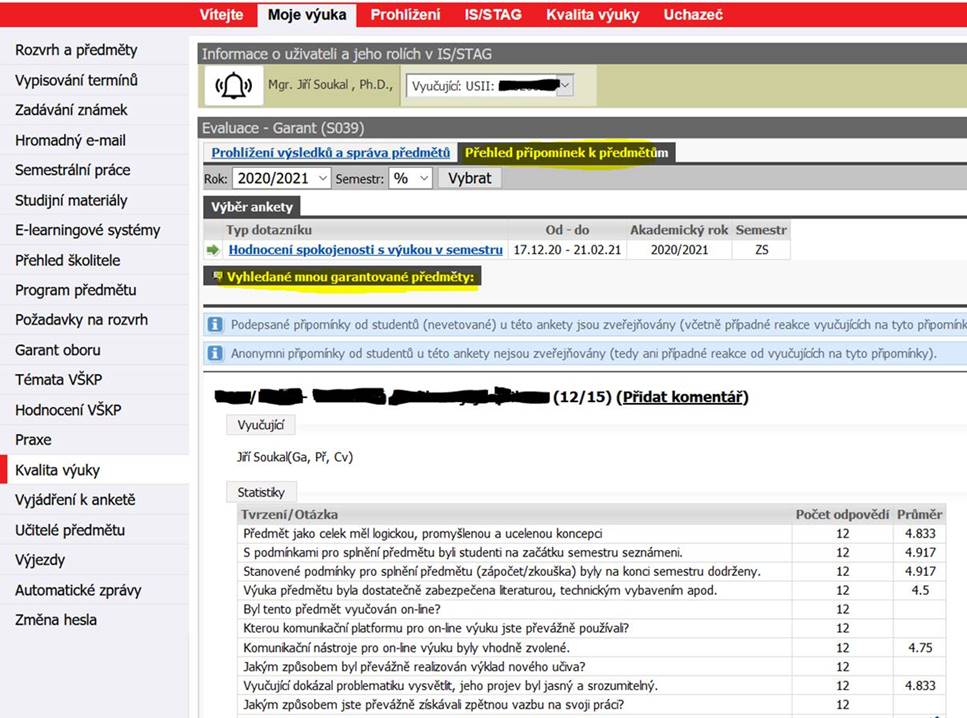 Vítejte Moje výuka Prohlížení IS/STAG Kvalita výuky Uchazeč
Rozvrh a předměty
Vypisování termínů
Zadávání známek
Hromadný e-mail
Semestrální práce
Studijní materiály
E-learningové systémy
Přehled školitele
Program předmětu
Požadavky na rozvrh
Garant oboru
Témata VŠKP
Hodnocení VŠKP
Praxe
Kvalita výuky
Vyjádření k anketě
Učitelé předmětu
Výjezdy
Automatické zprávy
Změna hesla
Informace o uživateli a jeho rolích v IS/STAG
Mgr. Jiří Soukal , Ph.D., Vyučující: USII:
Evaluace - Garant (S039)
Prohlížení výsledků a správa předmětů Přehled připomínek k předmětům
Rok: 2020/2021 Semestr: % Vybrat
Výběr ankety
Typ dotazníku Od - do Akademický rok Semestr
Hodnocení spokojenosti s výukou v semestru 17.12.20 - 21.02.21 2020/2021 ZS
Vyhledané mnou garantované předměty:
Podepsané připomínky od studentů (nevetované) u této ankety jsou zveřejňovány (včetně případné reakce vyučujících na tyto připomínk
Anonymní připomínky od studentů u této ankety nejsou zveřejňovány (tedy ani případné reakce od vyučujících na tyto připomínky).
(12/15) (Přidat komentář)
Vyučující
Jiří Soukal(Ga, Př, Cv)
Statistiky
Tvrzení/Otázka Počet odpovědí Průměr
Předmět jako celek měl logickou, promyšlenou a ucelenou koncepci 12 4.833
S podmínkami pro splnění předmětu byli studenti na začátku semestru seznámeni. 12 4.917
Stanovené podmínky pro splnění předmětu (zápočet/zkouška) byly na konci semestru dodrženy. 12 4.917
Výuka předmětu byla dostatečně zabezpečena literaturou, technickým vybavením apod. 12 4.5
Byl tento předmět vyučován on-line? 12
Kterou komunikační platformu pro on-line výuku jste převážně používali? 12
Komunikační nástroje pro on-line výuku byly vhodně zvolené. 12 4.75
Jakým způsobem byl převážně realizován výklad nového učiva? 12
Vyučující dokázal problematiku vysvětlit, jeho projev byl jasný a srozumitelný. 12 4.833
Jakým způsobem jste převážně získávali zpětnou vazbu na svoji práci? 12